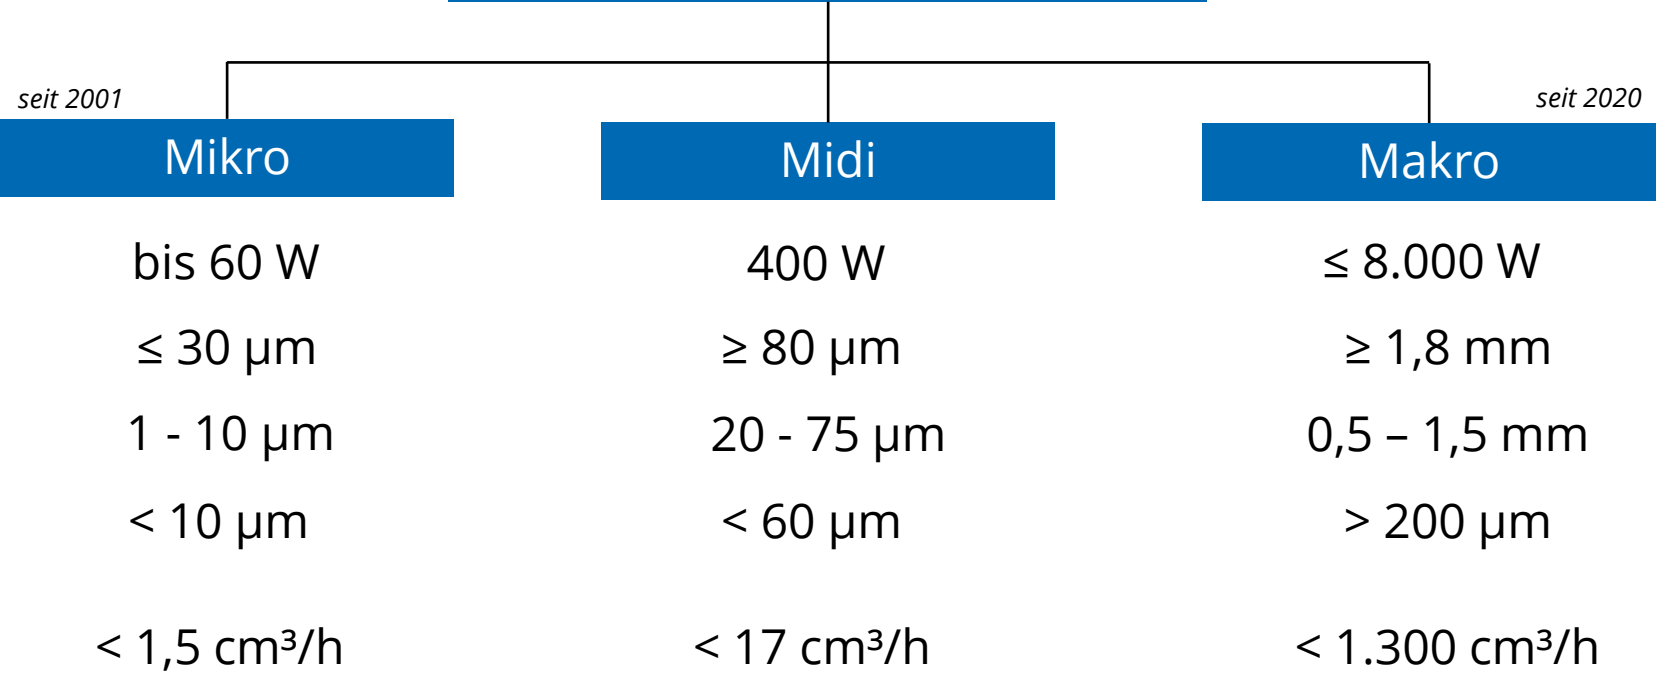 seit 2001
seit 2020
Mikro
Midi
Makro
bis 60 W
400 W
≤ 8.000 W
≤ 30 µm
≥ 80 µm
≥ 1,8 mm
1 - 10 µm
20 - 75 µm
0,5 – 1,5 mm
< 10 µm
< 60 µm
> 200 µm
< 1,5 cm³/h
< 17 cm³/h
< 1.300 cm³/h